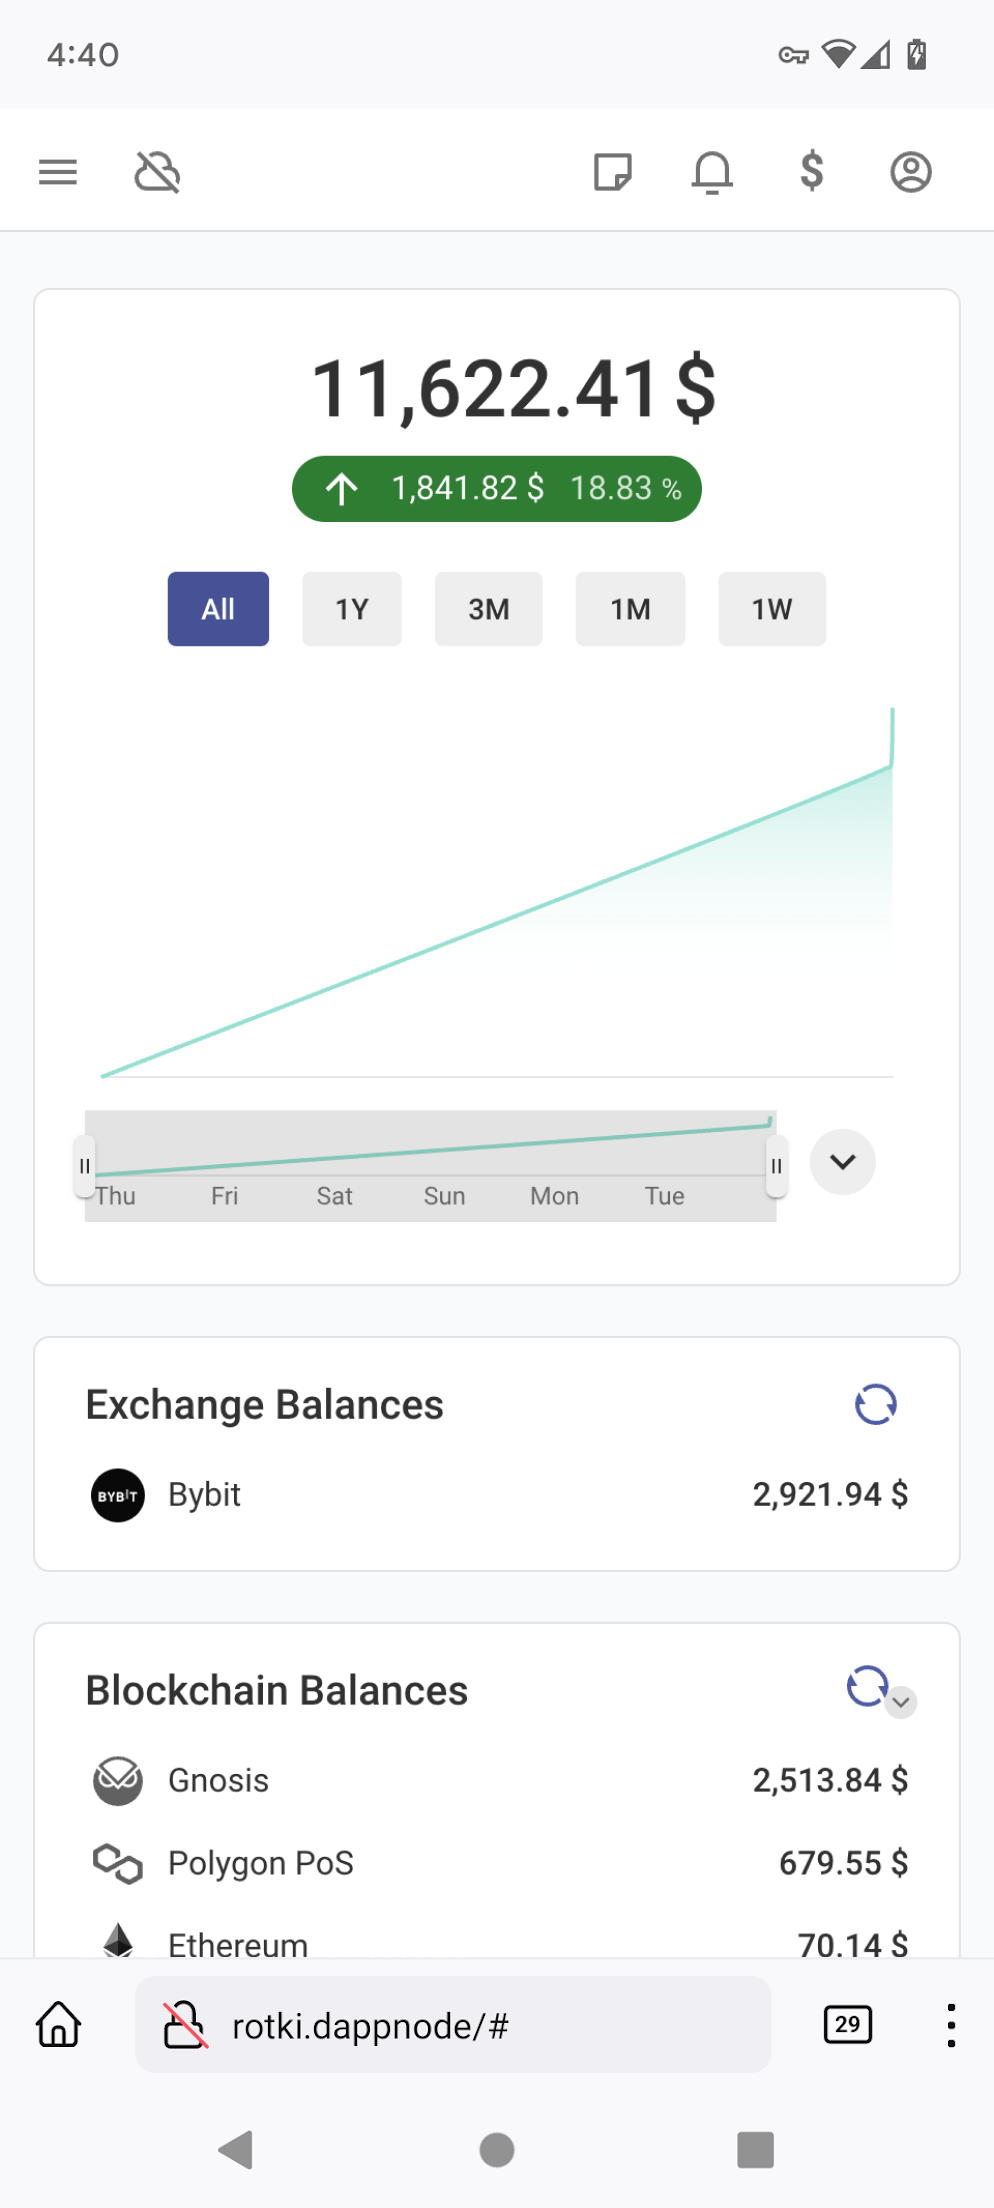 4:40
11,622.41 $
1,841.82 $ 18.83 %
All 1Y 3M 1M 1W
Thu Fri Sat Sun Mon Tue
Exchange Balances
BYBIT Bybit 2,921.94 $
Blockchain Balances
Gnosis 2,513.84 $
Polygon PoS 679.55 $
Ethereum 70.14 $
rotki.dappnode/# 29